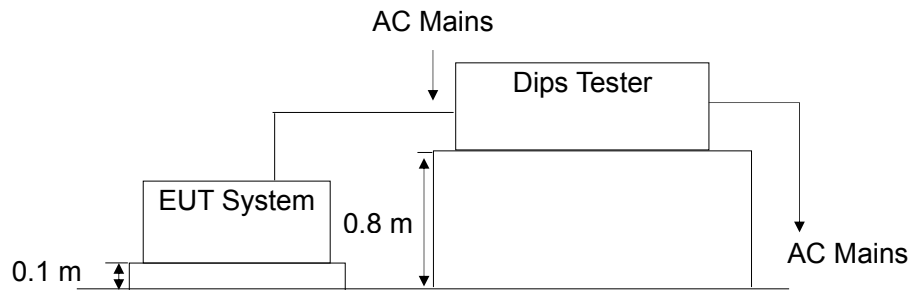 AC Mains
Dips Tester
EUT System
0.8 m
0.1 m
AC Mains